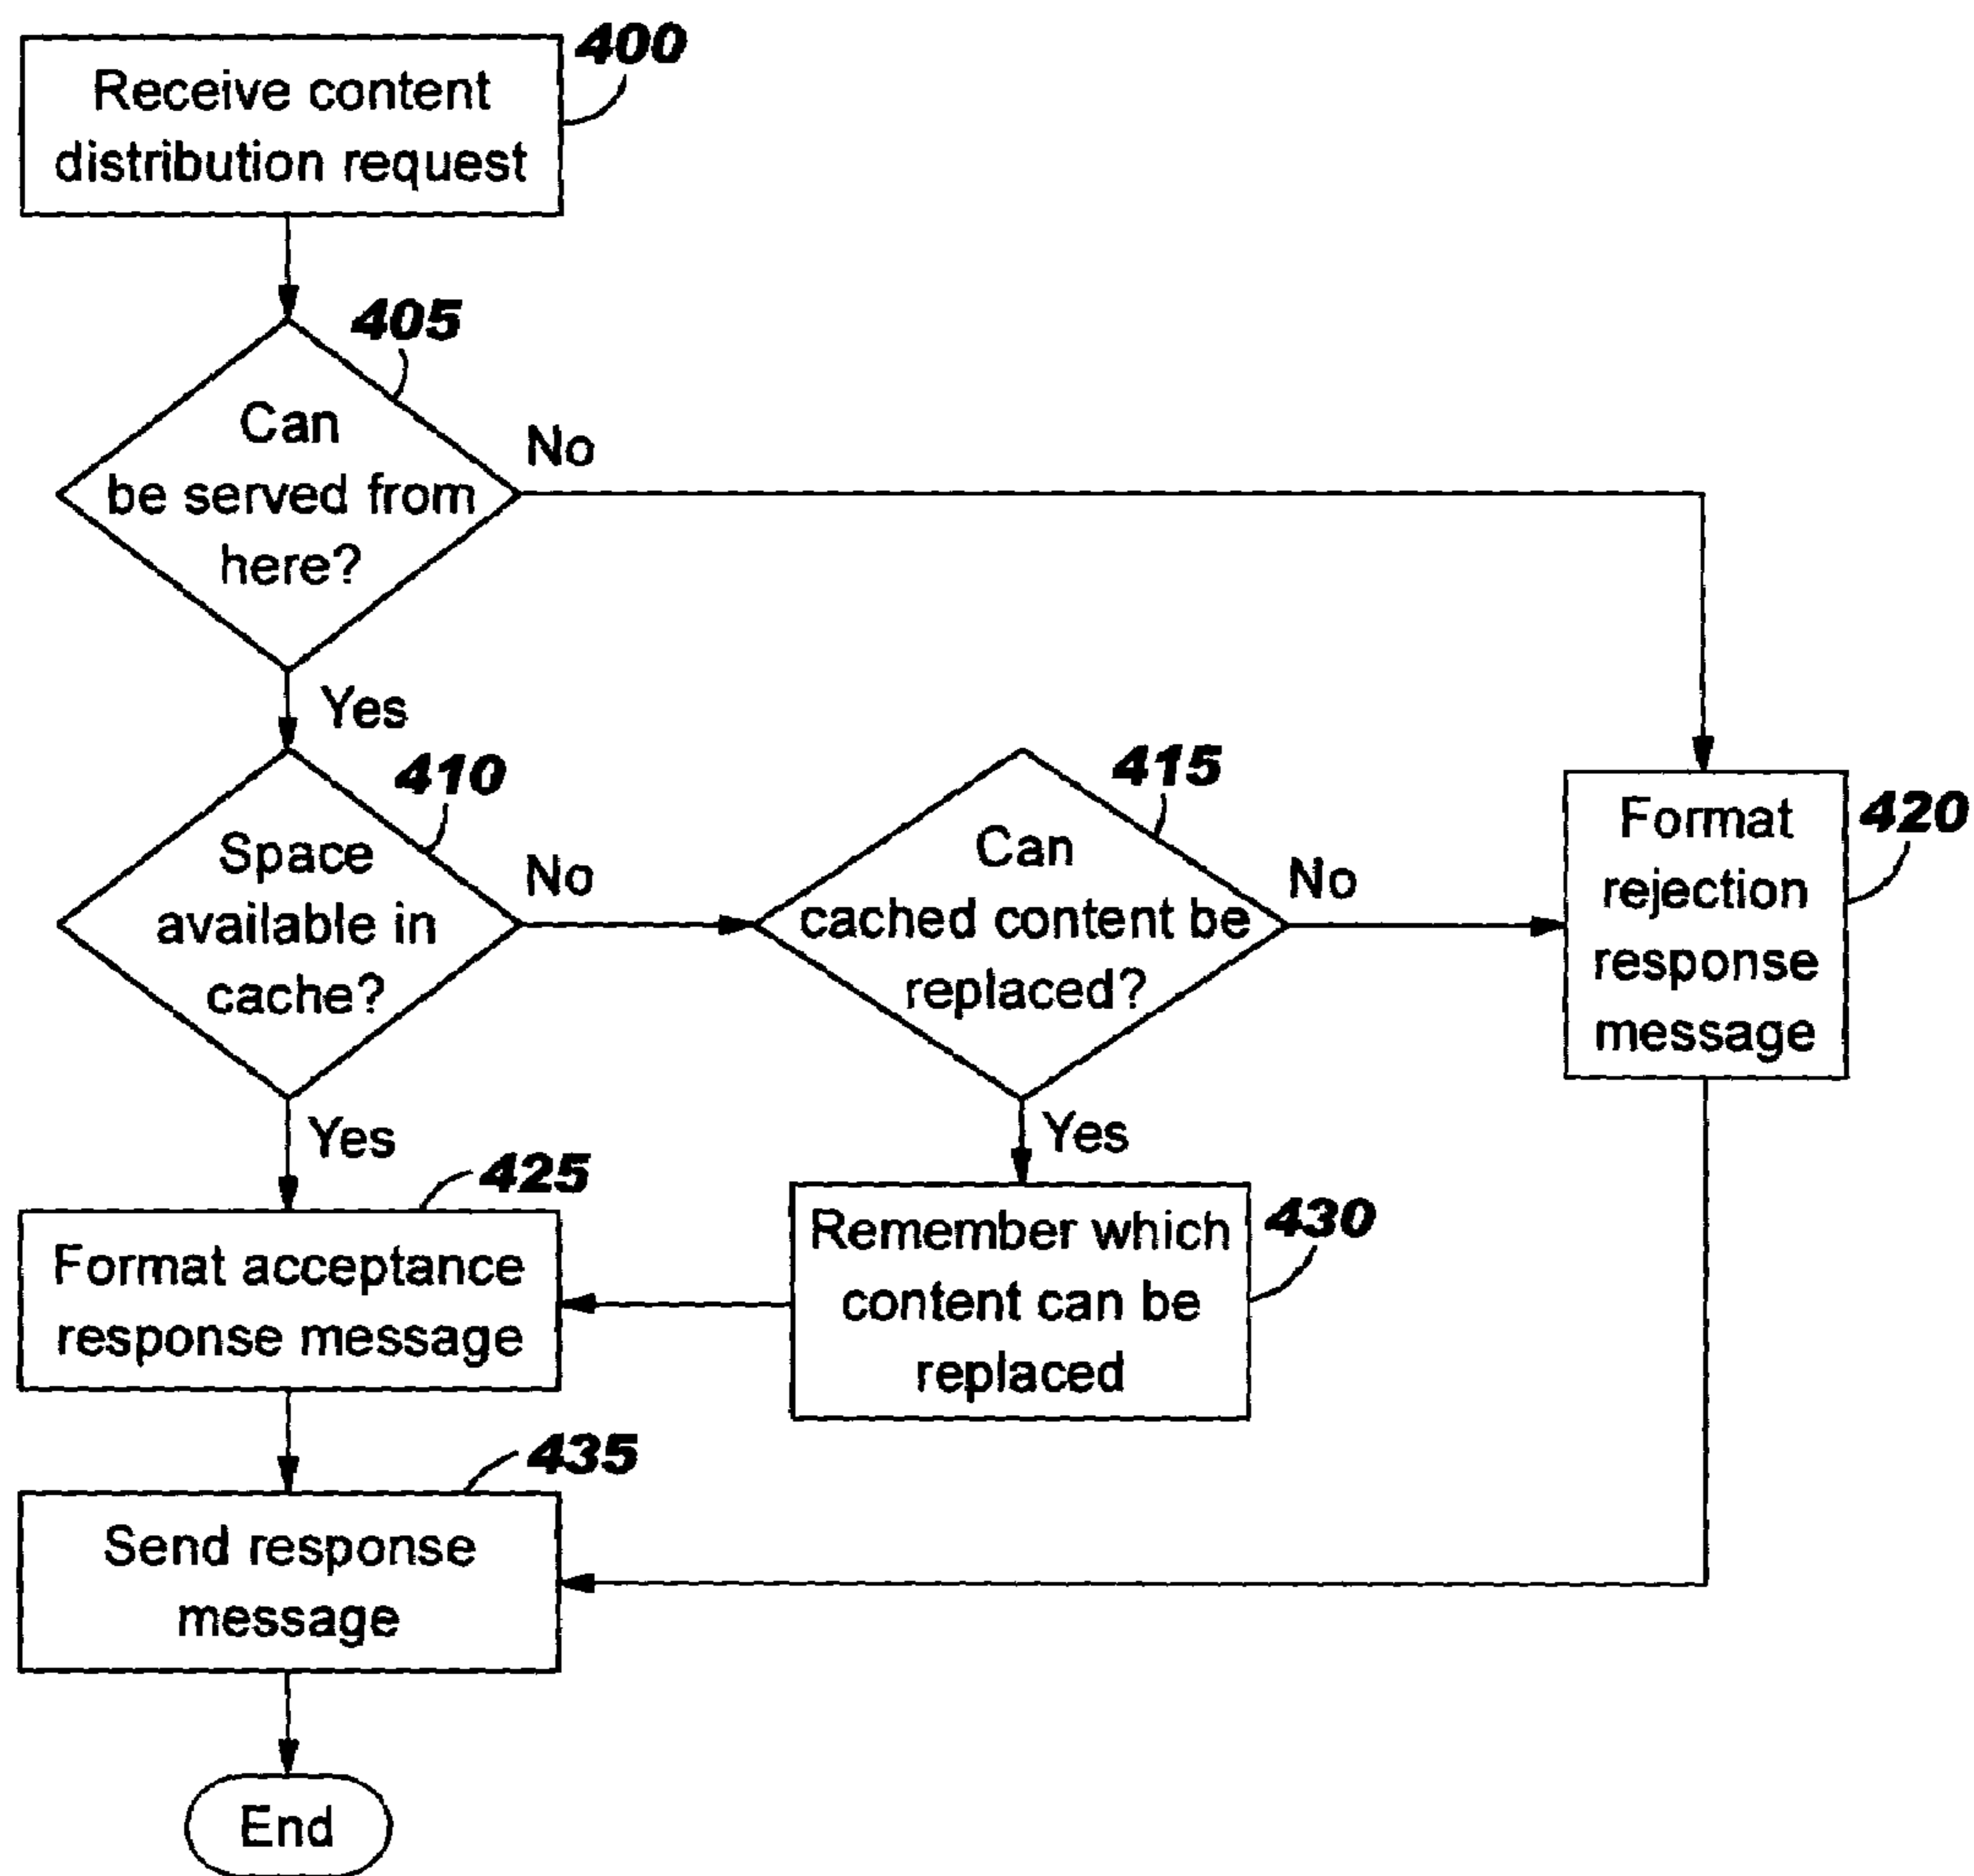 400
Receive content
distribution request
405
Can
be served from
here?
No
Yes
410
Space
available in
cache?
No
415
Can
cached content be
replaced?
No
420
Format
rejection
response
message
Yes
Yes
425
Format acceptance
response message
430
Remember which
content can be
replaced
435
Send response
message
End